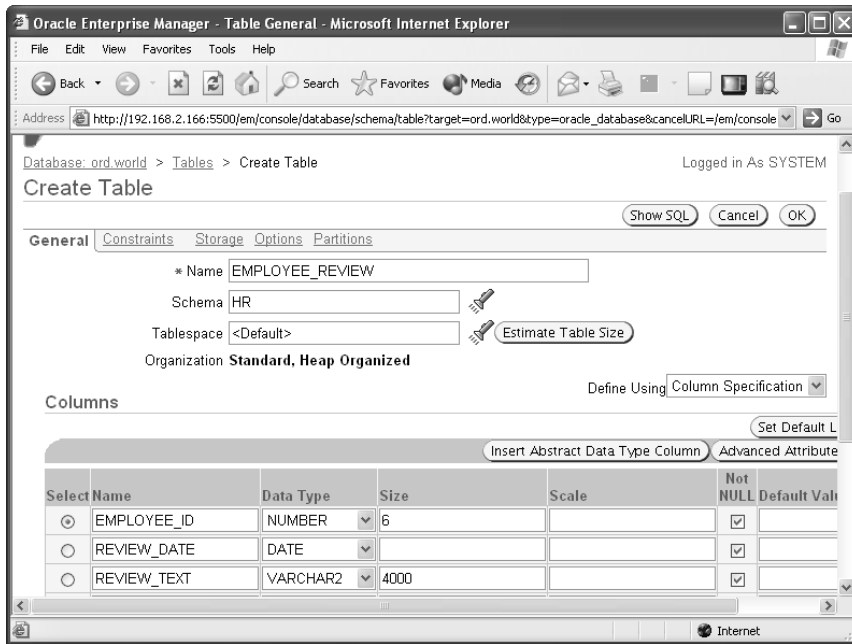 Oracle Enterprise Manager - Table General - Microsoft Internet Explorer
File Edit View Favorites Tools Help
Back Search Favorites Media
Address http://192.168.2.166:5500/em/console/database/schema/table?target=ord.world&type=oracle_database&cancelURL=/em/console Go
Database: ord.world > Tables > Create Table Logged in As SYSTEM
Create Table
Show SQL Cancel OK
General Constraints Storage Options Partitions
* Name EMPLOYEE_REVIEW
Schema HR
Tablespace <Default> Estimate Table Size
Organization Standard, Heap Organized
Define Using Column Specification
Columns
Set Default L
Insert Abstract Data Type Column Advanced Attribute
Select Name Data Type Size Scale Not NULL Default Valu
EMPLOYEE_ID NUMBER 6
REVIEW_DATE DATE
REVIEW_TEXT VARCHAR2 4000
Internet